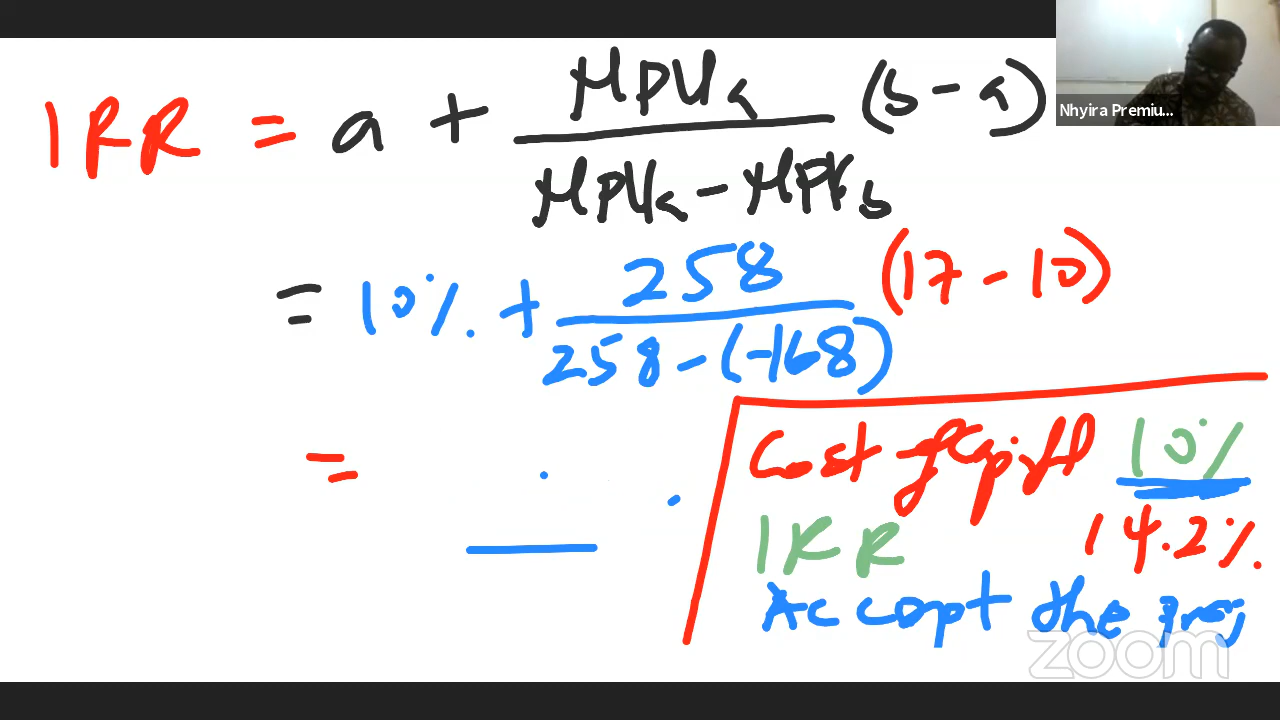 Nhyira Premiu...
IRR = a + NPVa / NPVa - NPVb (b - a)
= 10% + 258 / 258 - (-168) (17 - 10)
=
Cost of Capital 10%
IRR 14.2%
Accept the proj
zoom